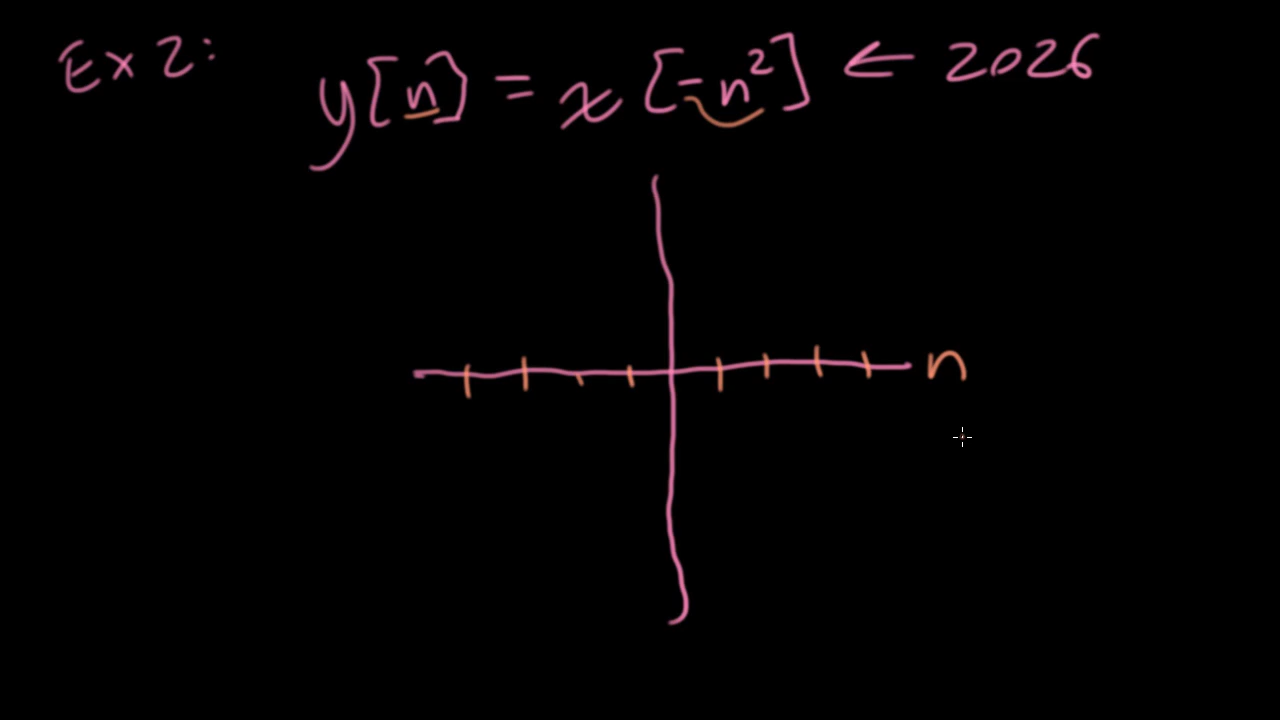 Ex 2: y[n] = x[-n²] ← 2026
n